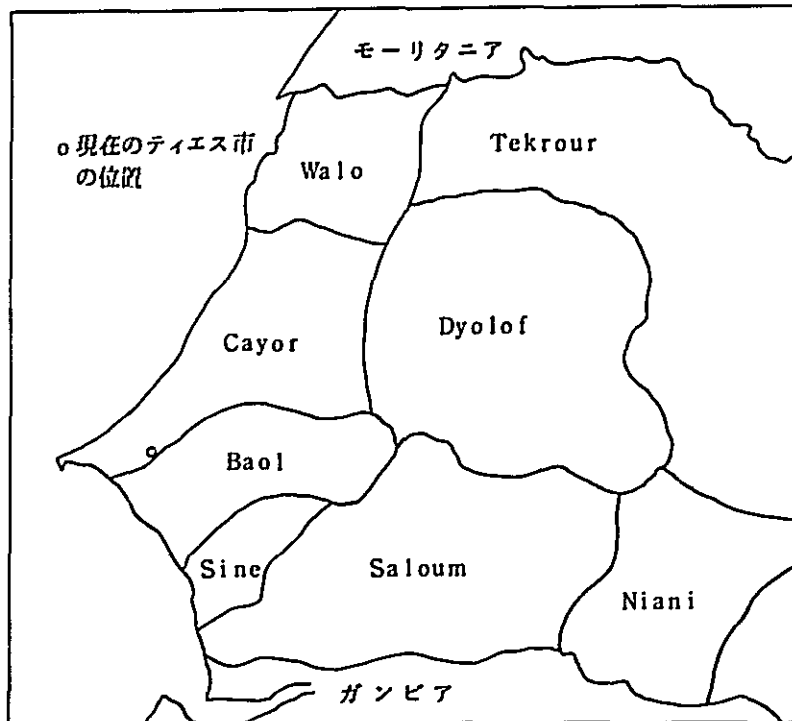 モーリタニア
o 現在のティエス市
の位置
Walo
Tekrour
Cayor
Dyolof
Baol
Sine
Saloum
Niani
ガンビア